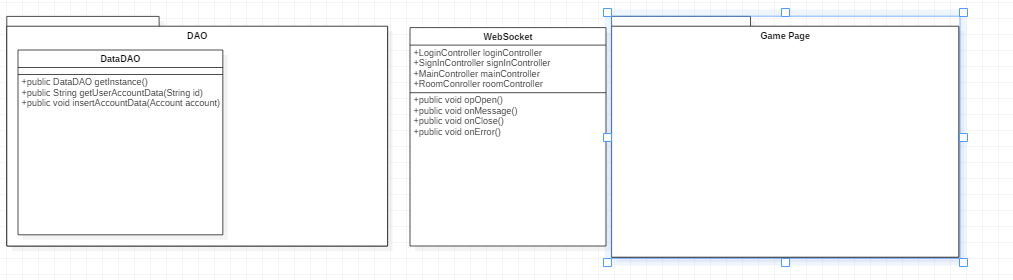 DAO
DataDAO
+public DataDAO getInstance()
+public String getUserAccountData(String id)
+public void insertAccountData(Account account)
WebSocket
+LoginController loginController
+SignInController signInController
+MainController mainController
+RoomConroller roomController
+public void opOpen()
+public void onMessage()
+public void onClose()
+public void onError()
Game Page